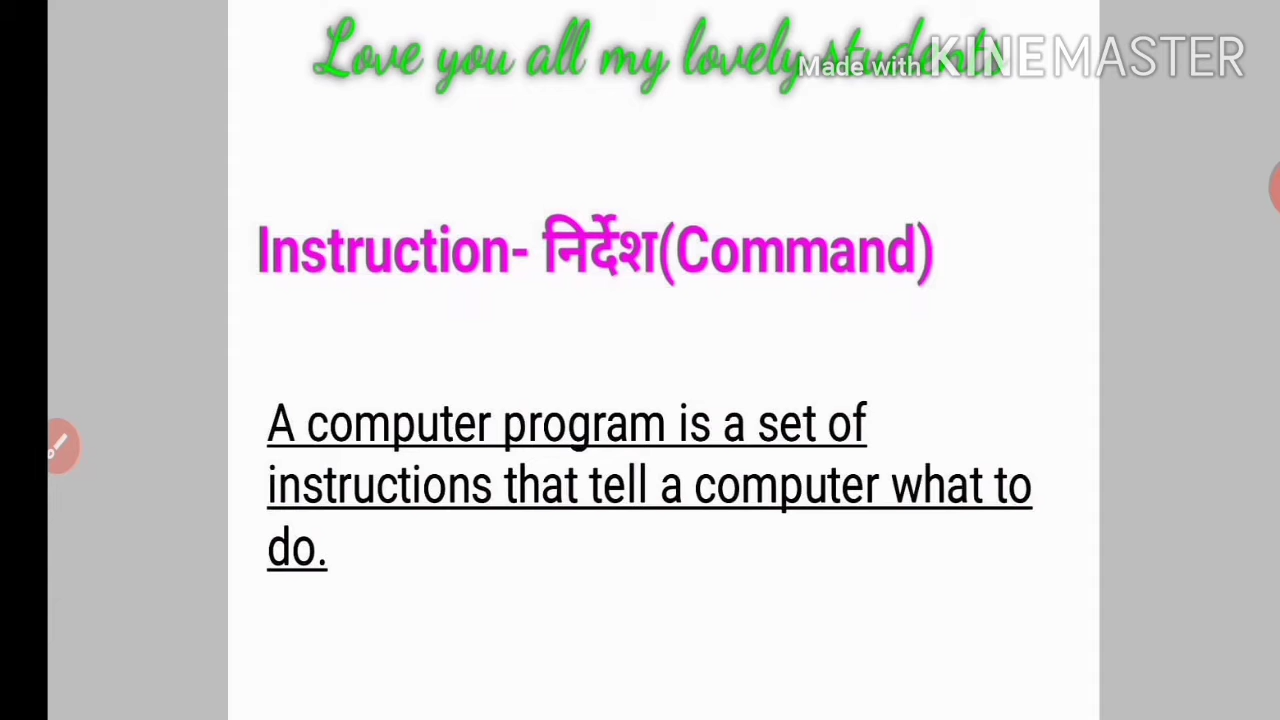 Love you all my lovely students
Made with KINEMASTER
Instruction- निर्देश(Command)
A computer program is a set of
instructions that tell a computer what to
do.